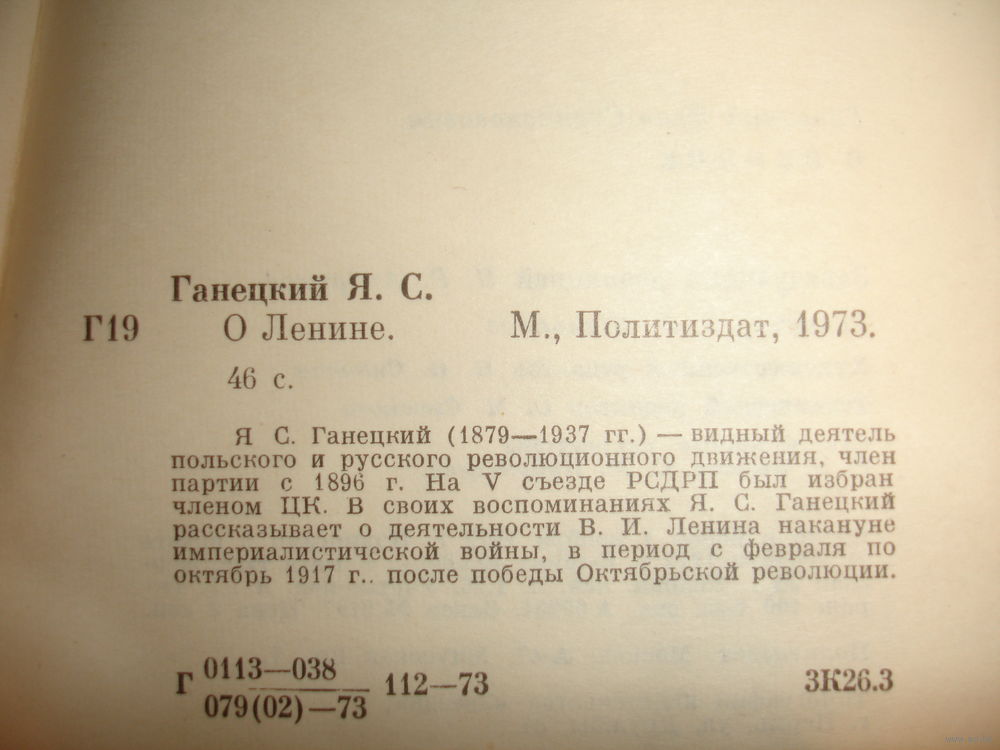 Ганецкий Я. С.
Г19 О Ленине. М., Политиздат, 1973.
46 с.
Я С. Ганецкий (1879—1937 гг.) — видный деятель
польского и русского революционного движения, член
партии с 1896 г. На V съезде РСДРП был избран
членом ЦК. В своих воспоминаниях Я. С. Ганецкий
рассказывает о деятельности В. И. Ленина накануне
империалистической войны, в период с февраля по
октябрь 1917 г.. после победы Октябрьской революции.
Г 0113—038
079(02)—73 112—73 3К26.3